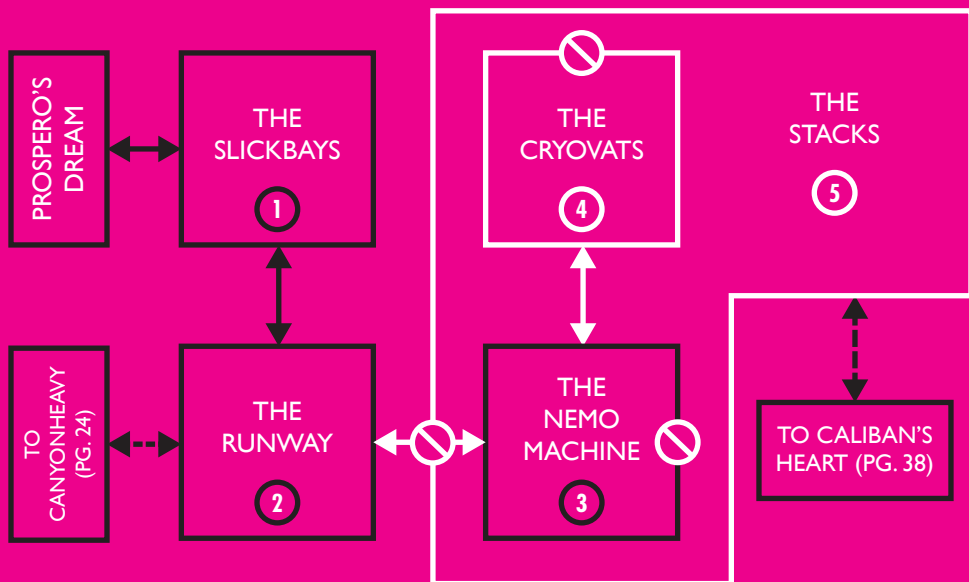 PROSPERO'S
DREAM
THE
SLICKBAYS
1
THE
CRYOVATS
4
THE
STACKS
5
TO
CANYONHEAVY
(PG. 24)
THE
RUNWAY
2
THE
NEMO
MACHINE
3
TO CALIBAN'S
HEART (PG. 38)